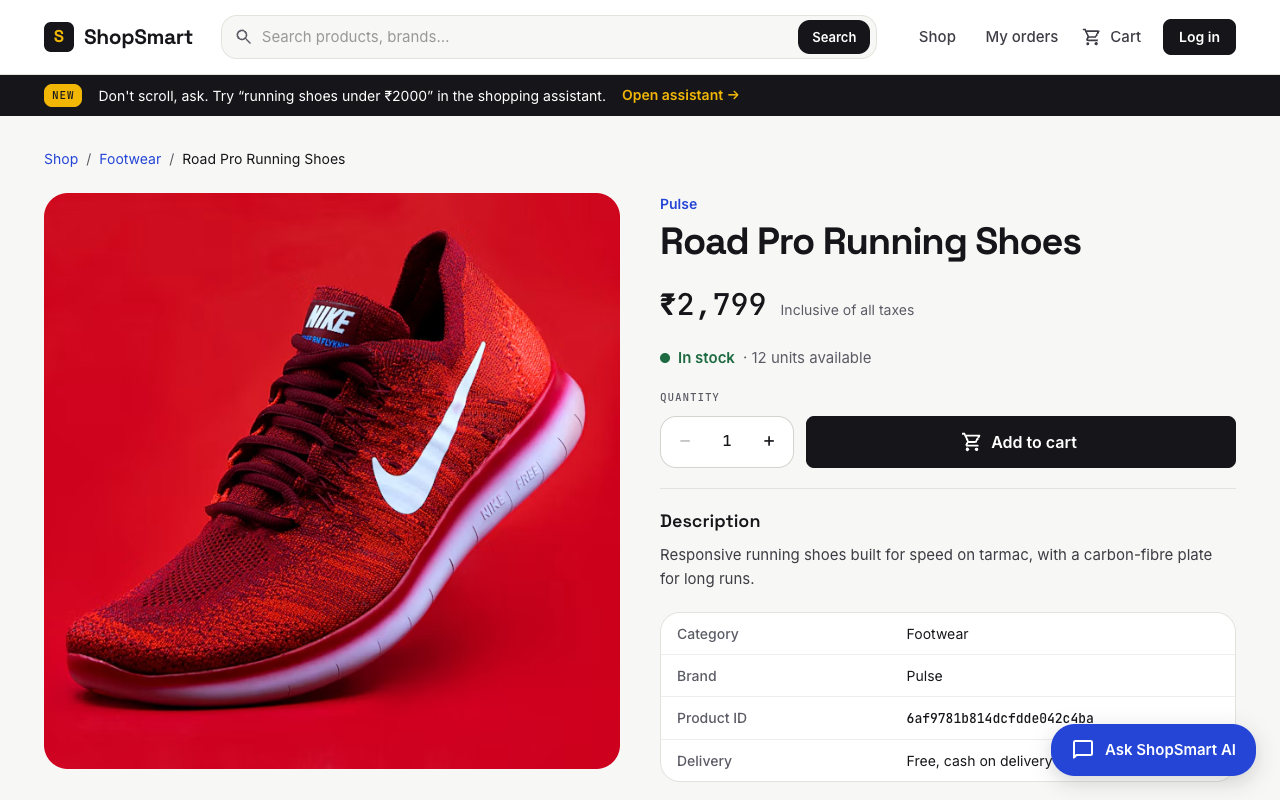 S ShopSmart
Search products, brands...
Search
Shop
My orders
Cart
Log in
NEW
Don't scroll, ask. Try “running shoes under ₹2000” in the shopping assistant.
Open assistant →
Shop / Footwear / Road Pro Running Shoes
NIKE
NIKE FREE
Pulse
Road Pro Running Shoes
₹2,799 Inclusive of all taxes
In stock · 12 units available
QUANTITY
− 1 +
Add to cart
Description
Responsive running shoes built for speed on tarmac, with a carbon-fibre plate
for long runs.
Category Footwear
Brand Pulse
Product ID 6af9781b814dcfdde042c4ba
Delivery Free, cash on delivery
Ask ShopSmart AI